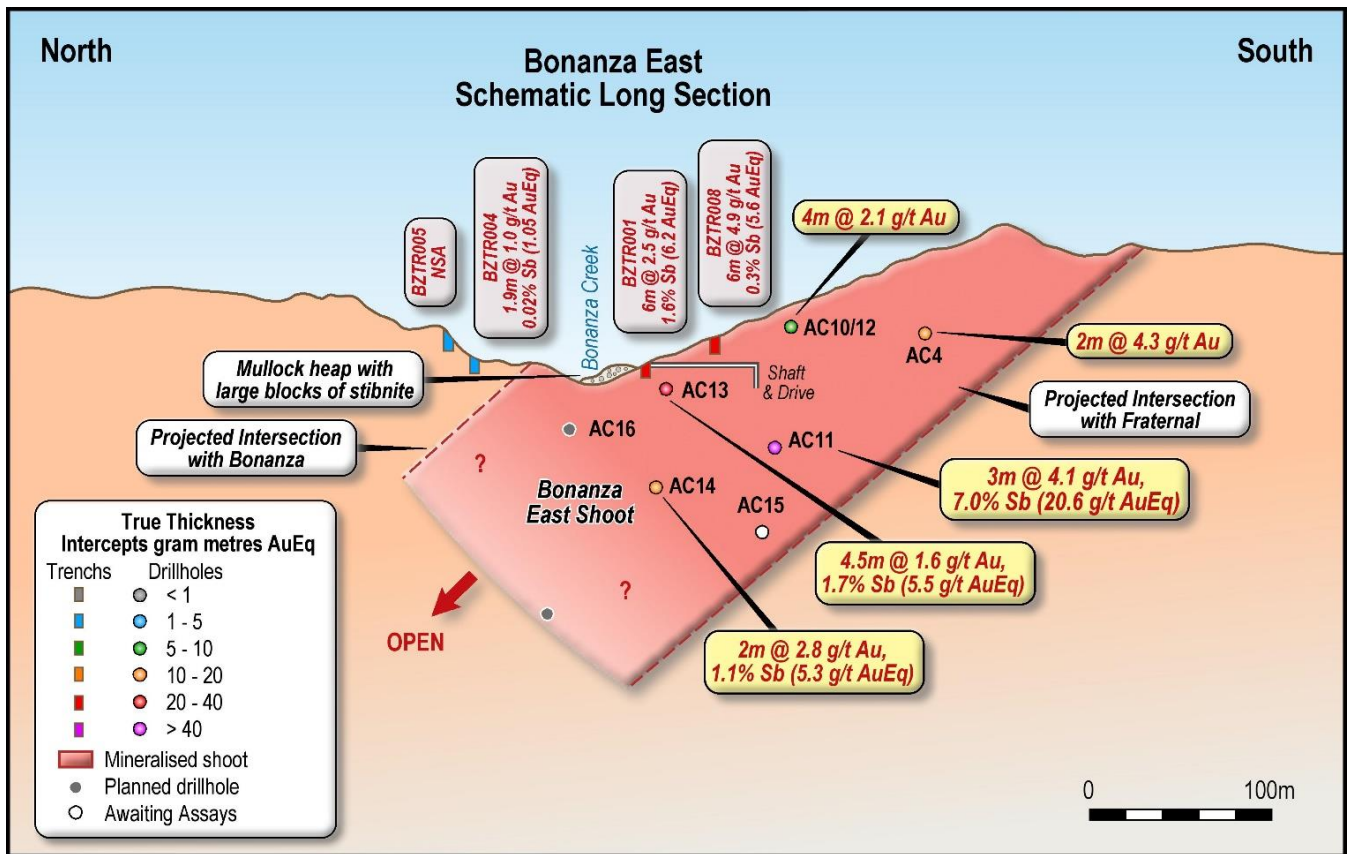 North
South
Bonanza East
Schematic Long Section
BZTR005
NSA
BZTR004
1.9m @ 1.0 g/t Au
0.02% Sb (1.05 AuEq)
Bonanza Creek
BZTR001
6m @ 2.5 g/t Au
1.6% Sb (6.2 AuEq)
BZTR008
6m @ 4.9 g/t Au
0.3% Sb (5.6 AuEq)
4m @ 2.1 g/t Au
AC10/12
AC4
2m @ 4.3 g/t Au
Mullock heap with
large blocks of stibnite
Shaft
& Drive
AC13
Projected Intersection
with Fraternal
Projected Intersection
with Bonanza
AC16
AC11
3m @ 4.1 g/t Au,
7.0% Sb (20.6 g/t AuEq)
?
Bonanza
East Shoot
AC14
AC15
4.5m @ 1.6 g/t Au,
1.7% Sb (5.5 g/t AuEq)
?
OPEN
2m @ 2.8 g/t Au,
1.1% Sb (5.3 g/t AuEq)
True Thickness
Intercepts gram metres AuEq
Trenchs Drillholes
< 1
1 - 5
5 - 10
10 - 20
20 - 40
> 40
Mineralised shoot
Planned drillhole
Awaiting Assays
0 100m